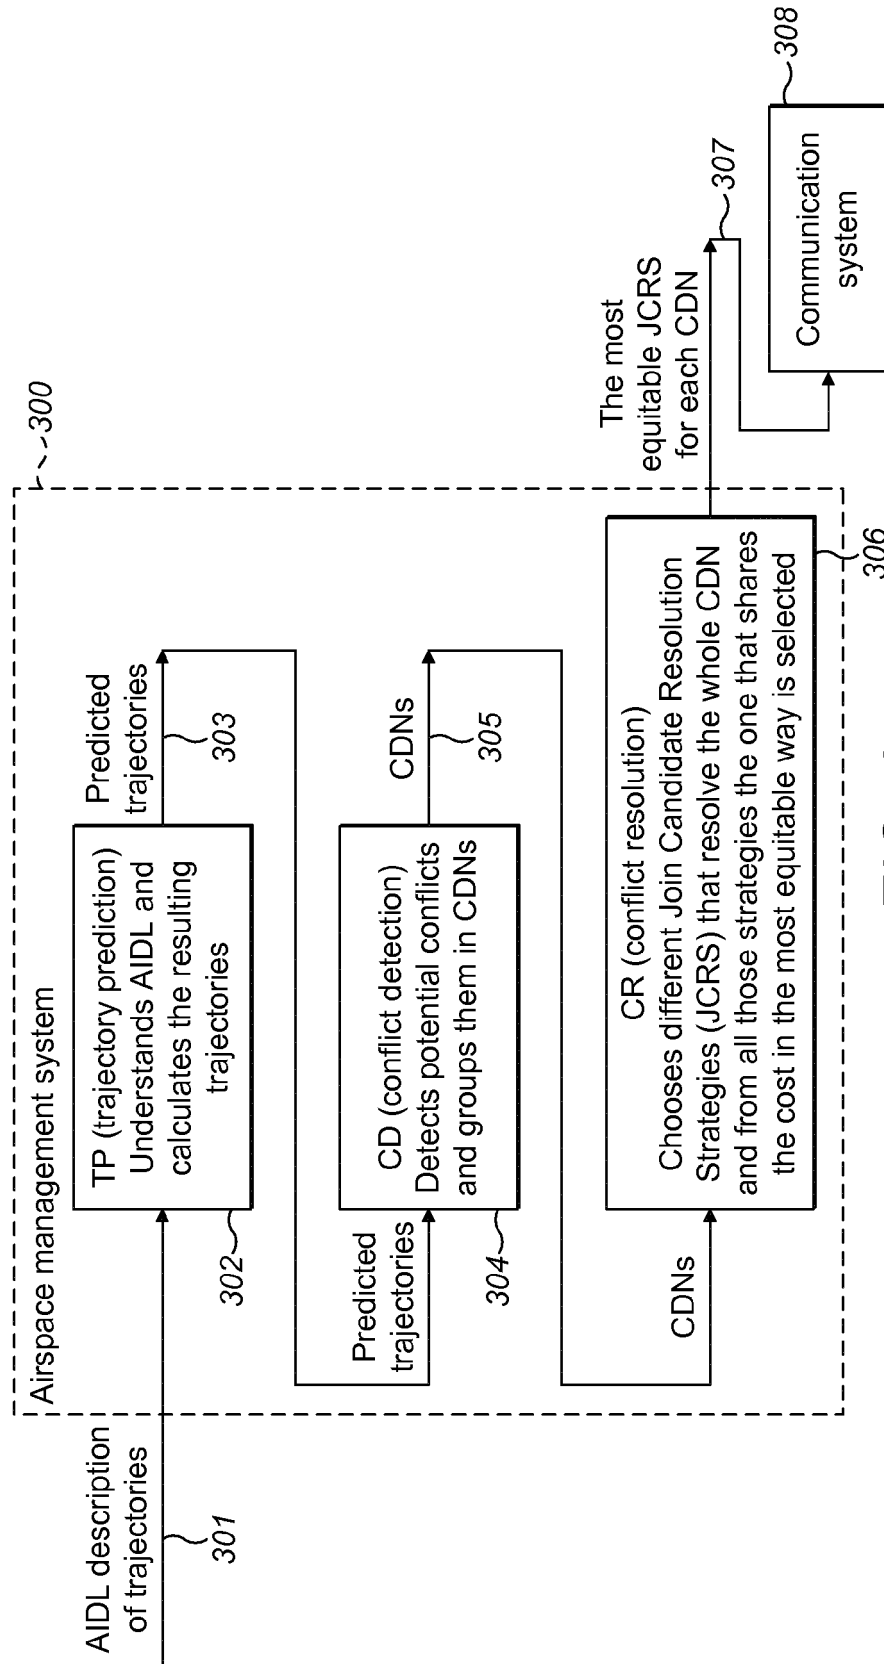 AIDL description
of trajectories
301
Airspace management system
300
TP (trajectory prediction)
Understands AIDL and
calculates the resulting
trajectories
302
Predicted
trajectories
303
Predicted
trajectories
CD (conflict detection)
Detects potential conflicts
and groups them in CDNs
304
CDNs
305
CDNs
CR (conflict resolution)
Chooses different Join Candidate Resolution
Strategies (JCRS) that resolve the whole CDN
and from all those strategies the one that shares
the cost in the most equitable way is selected
306
The most
equitable JCRS
for each CDN
307
Communication
system
308